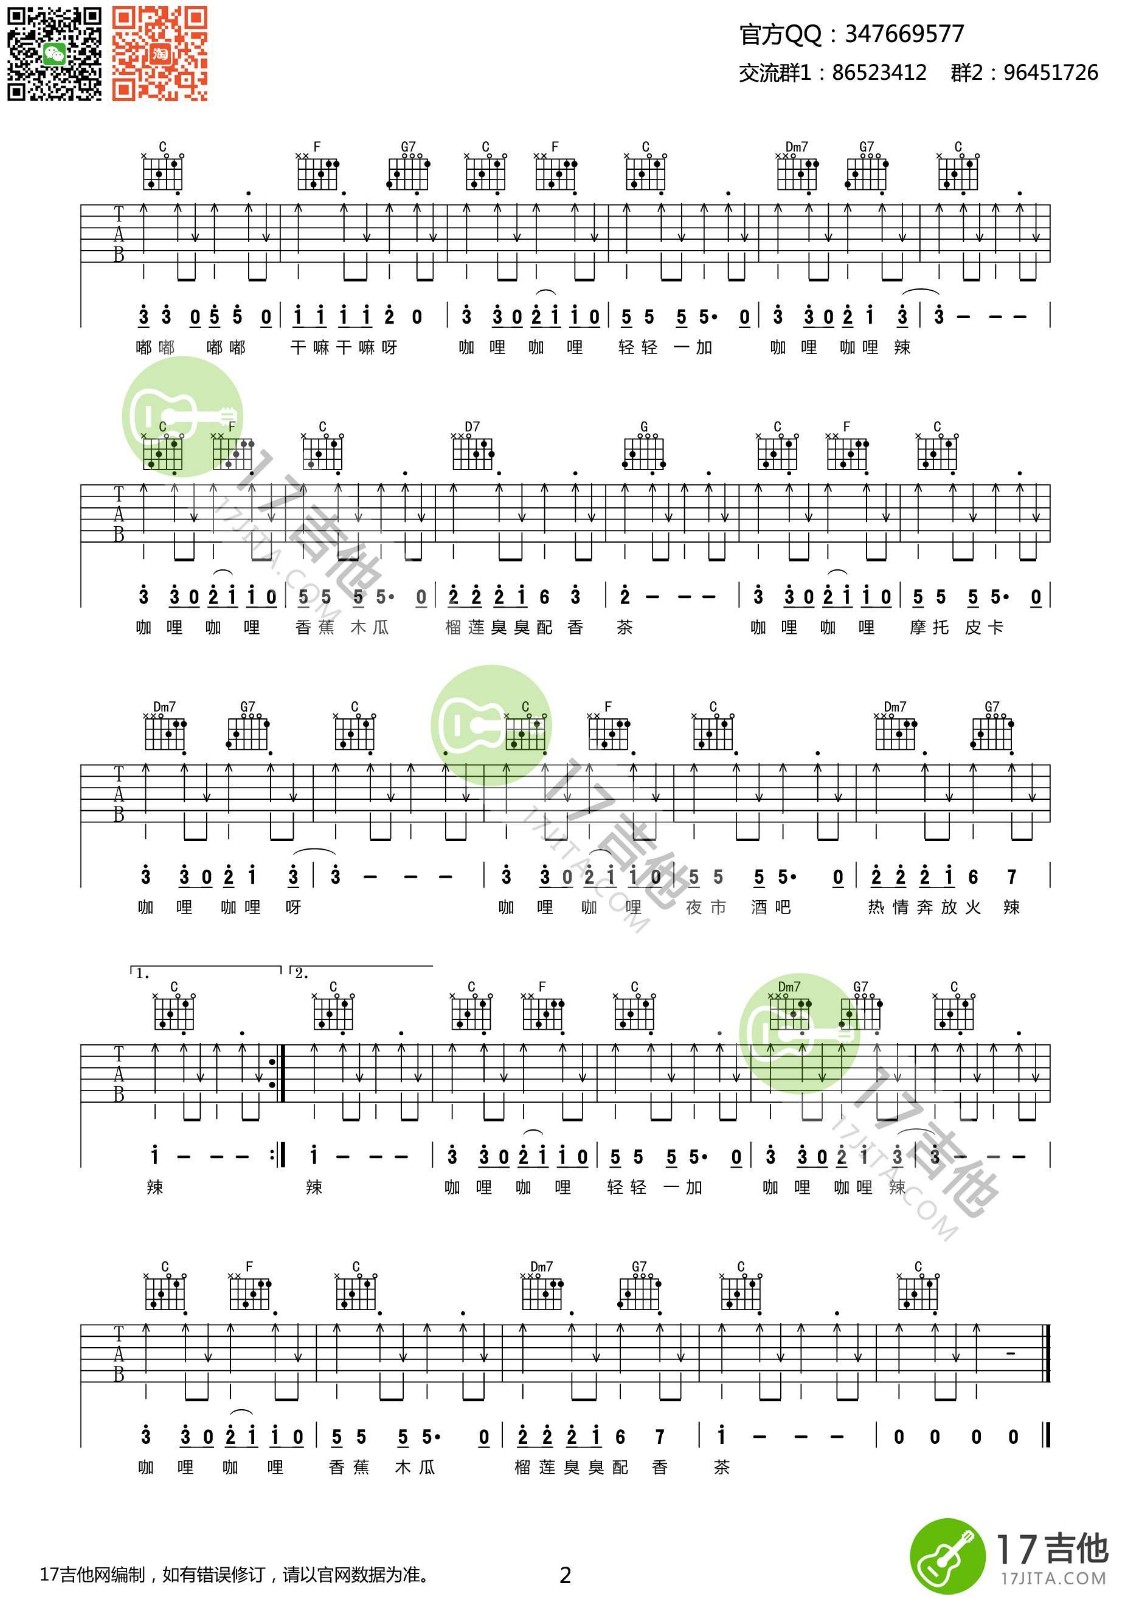 官方QQ：347669577
交流群1：86523412 群2：96451726
C F G7 C F C Dm7 G7 C
T A B
3 3 0 5 5 0 | 1 1 1 1 2 0 | 3 3 0 2 1 1 0 | 5 5 5 5· 0 | 3 3 0 2 1 3 | 3 - - - |
嘟嘟 嘟嘟 干嘛干嘛呀 咖哩咖哩 轻轻一加 咖哩咖哩辣
C F C D7 G C F C
T A B
3 3 0 2 1 1 0 | 5 5 5 5· 0 | 2 2 2 1 6 3 | 2 - - - | 3 3 0 2 1 1 0 | 5 5 5 5· 0 |
咖哩咖哩 香蕉木瓜 榴莲臭臭配香 茶 咖哩咖哩 摩托皮卡
Dm7 G7 C C F C Dm7 G7
T A B
3 3 0 2 1 3 | 3 - - - | 3 3 0 2 1 1 0 | 5 5 5 5· 0 | 2 2 2 1 6 7 |
咖哩咖哩呀 咖哩咖哩 夜市酒吧 热情奔放火辣
1. 2.
C C C F C Dm7 G7 C
T A B
1 - - - :| 1 - - - | 3 3 0 2 1 1 0 | 5 5 5 5· 0 | 3 3 0 2 1 3 | 3 - - - |
辣 辣 咖哩咖哩 轻轻一加 咖哩咖哩辣
C F C Dm7 G7 C C
T A B
3 3 0 2 1 1 0 | 5 5 5 5· 0 | 2 2 2 1 6 7 | 1 - - - | 0 0 0 0 ||
咖哩咖哩 香蕉木瓜 榴莲臭臭配香 茶
17吉他
17JITA.COM
17吉他
17JITA.COM
17吉他
17JITA.COM
17吉他网编制，如有错误修订，请以官网数据为准。
2
17吉他
17JITA.COM